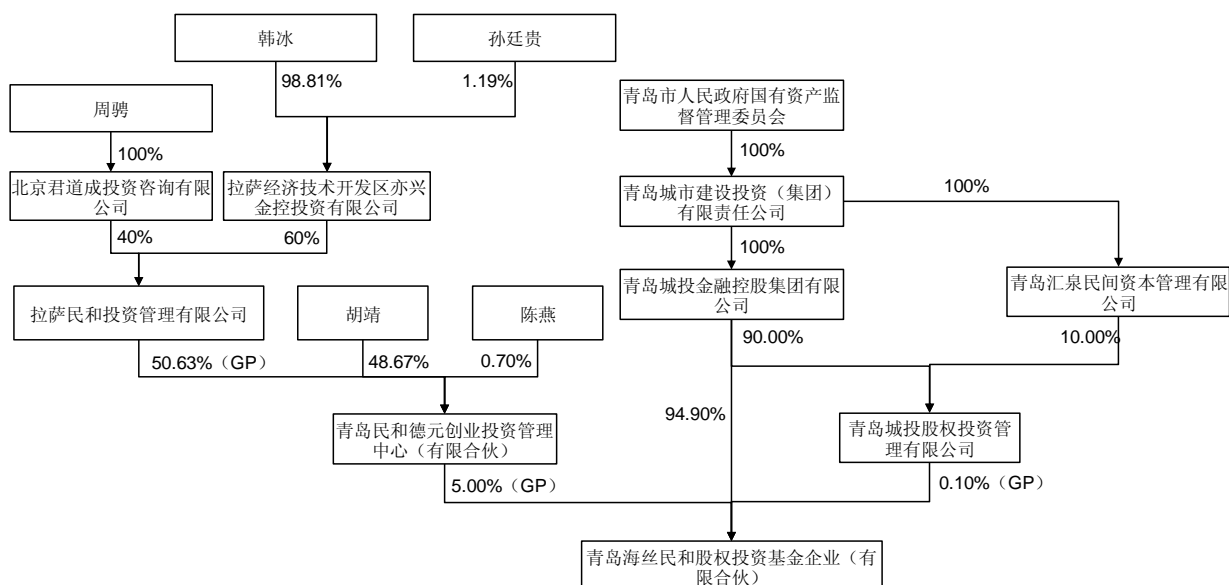 韩冰
孙廷贵
98.81%
1.19%
周骋
青岛市人民政府国有资产监
督管理委员会
100%
100%
北京君道成投资咨询有限
公司
拉萨经济技术开发区亦兴
金控投资有限公司
青岛城市建设投资（集团）
有限责任公司
100%
40%
60%
100%
拉萨民和投资管理有限公司
胡靖
陈燕
青岛城投金融控股集团有限
公司
青岛汇泉民间资本管理有限
公司
50.63%（GP）
48.67%
0.70%
90.00%
10.00%
青岛民和德元创业投资管理
中心（有限合伙）
94.90%
青岛城投股权投资管
理有限公司
5.00%（GP）
0.10%（GP）
青岛海丝民和股权投资基金企业（有
限合伙）